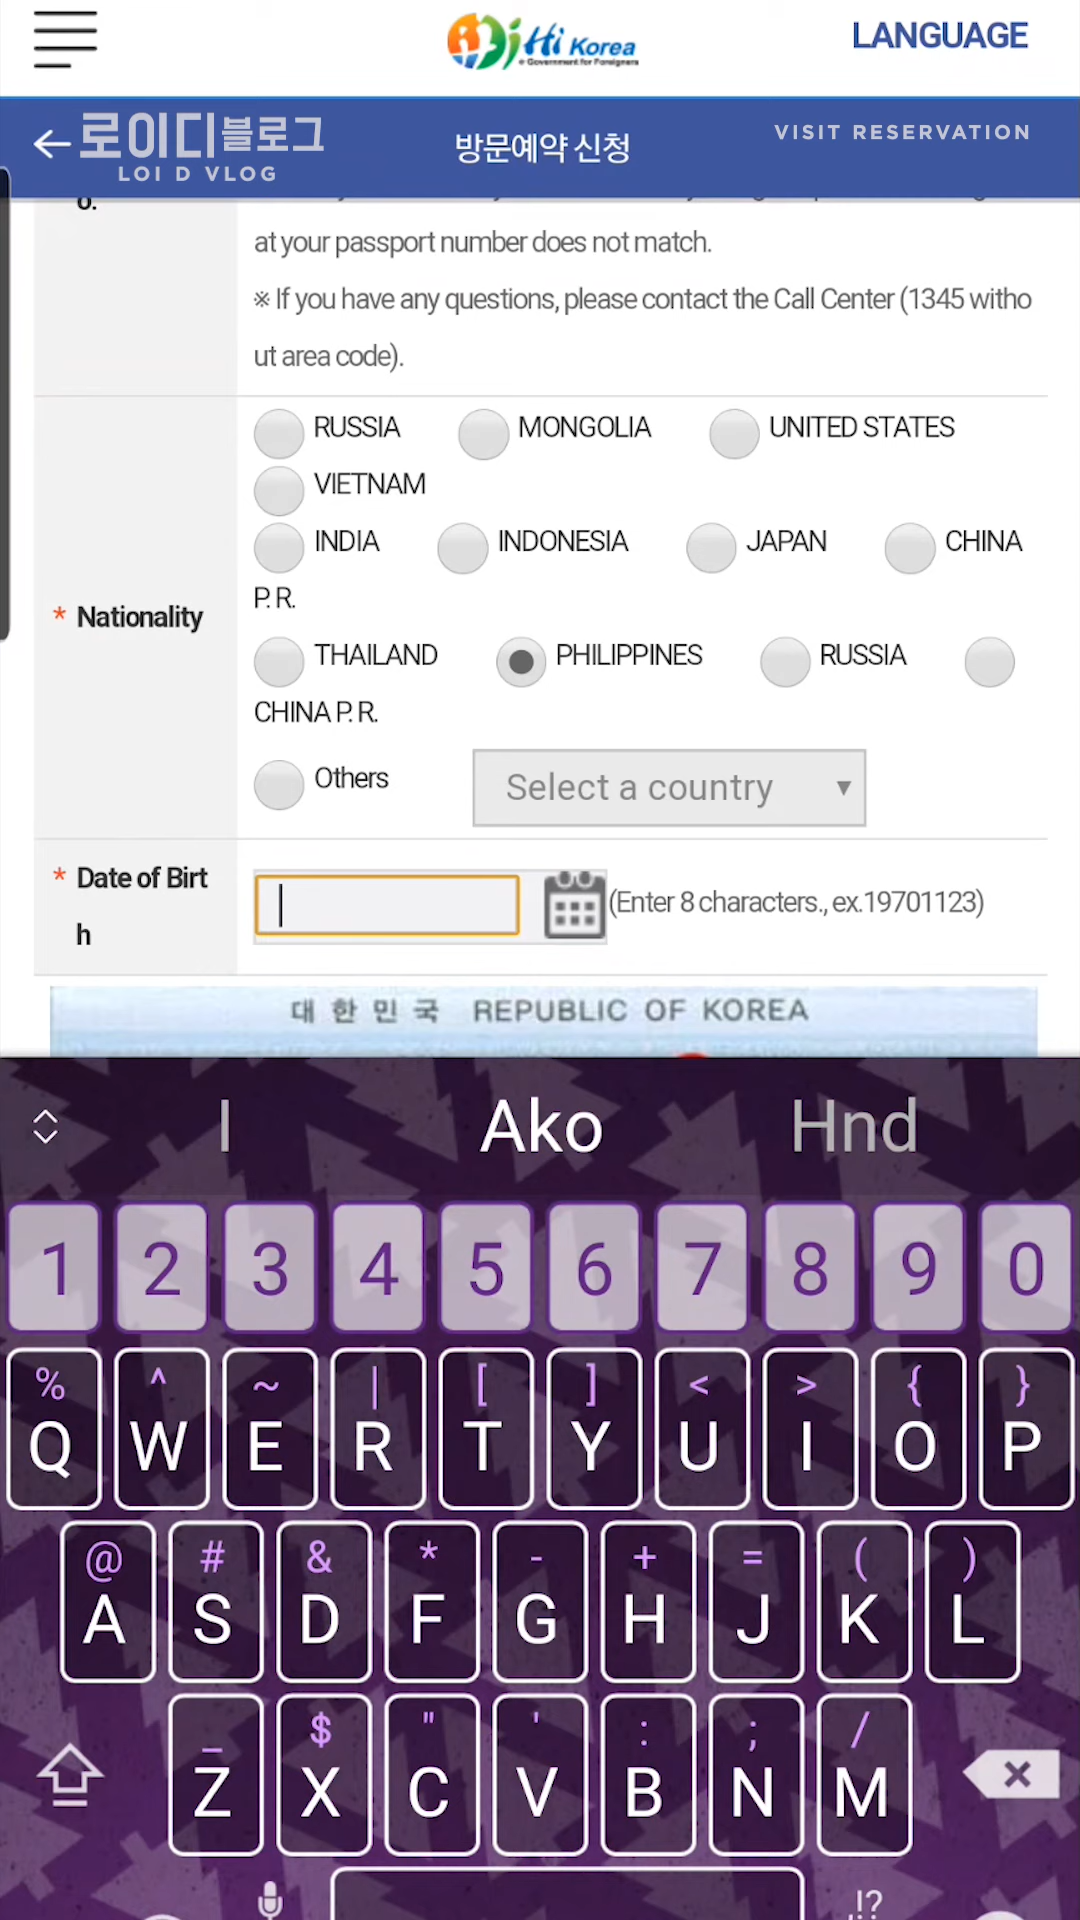 Hi Korea
e Government for Foreigners
LANGUAGE
로이디블로그
LOI D VLOG
방문예약 신청
VISIT RESERVATION
o.
at your passport number does not match.
※ If you have any questions, please contact the Call Center (1345 witho
ut area code).
* Nationality
RUSSIA MONGOLIA UNITED STATES
VIETNAM
INDIA INDONESIA JAPAN CHINA
P. R.
THAILAND PHILIPPINES RUSSIA
CHINA P. R.
Others Select a country ▼
* Date of Birt
h
(Enter 8 characters., ex.19701123)
대 한 민 국 REPUBLIC OF KOREA
I Ako Hnd
1 2 3 4 5 6 7 8 9 0
% ^ ~ | [ ] < > { }
Q W E R T Y U I O P
@ # & * - + = ( )
A S D F G H J K L
_ $ " ' : ; /
Z X C V B N M
,!?